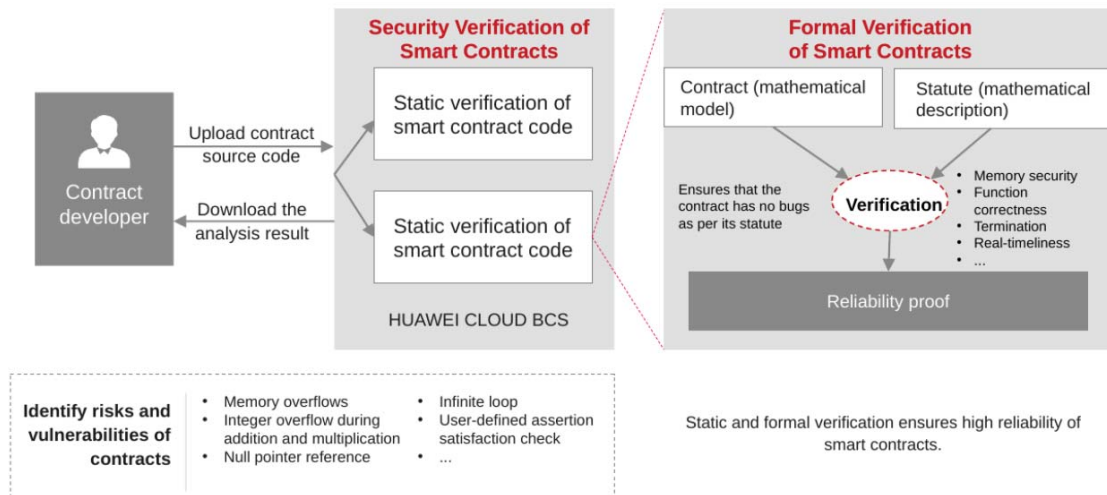 Security Verification of
Smart Contracts
Static verification of
smart contract code
Static verification of
smart contract code
HUAWEI CLOUD BCS
Contract
developer
Upload contract
source code
Download the
analysis result
Formal Verification
of Smart Contracts
Contract (mathematical
model)
Statute (mathematical
description)
Ensures that the
contract has no bugs
as per its statute
Verification
• Memory security
• Function
correctness
• Termination
• Real-timeliness
• ...
Reliability proof
Identify risks and
vulnerabilities of
contracts
• Memory overflows
• Integer overflow during
addition and multiplication
• Null pointer reference
• Infinite loop
• User-defined assertion
satisfaction check
• ...
Static and formal verification ensures high reliability of
smart contracts.